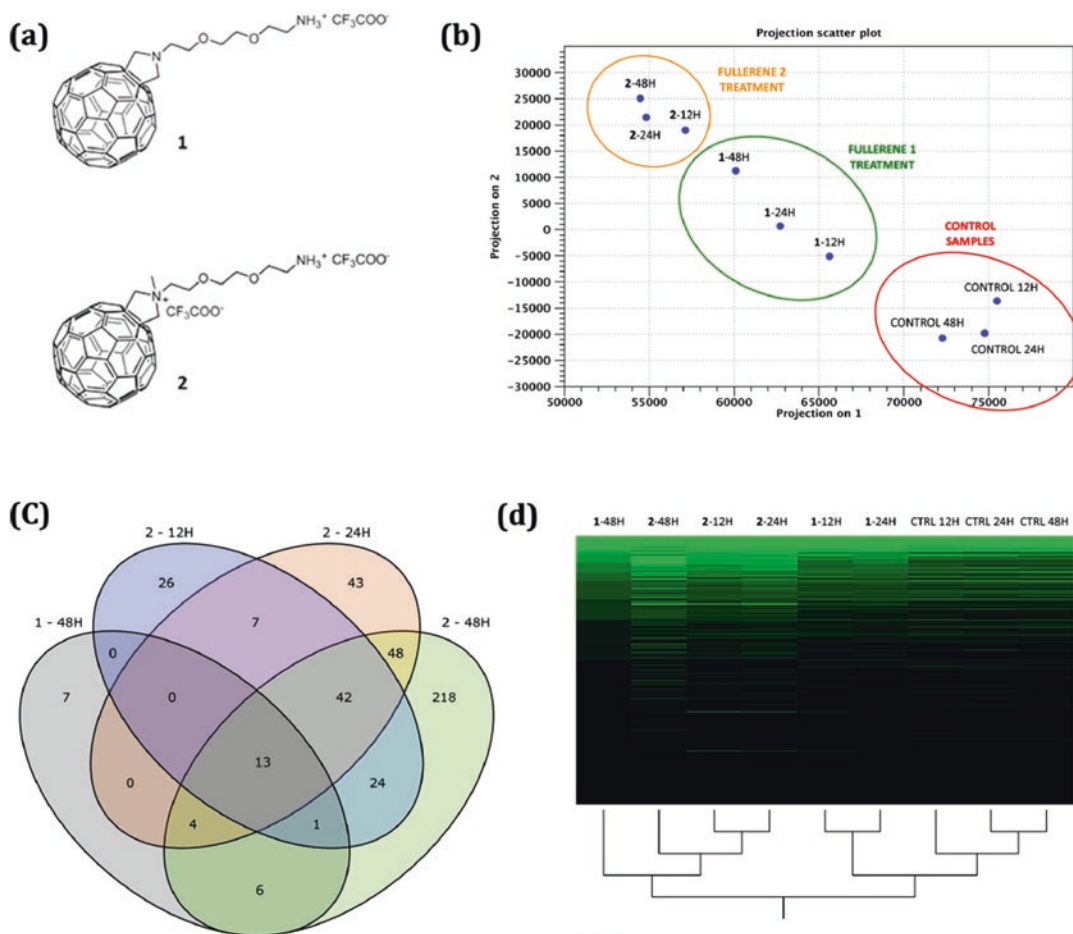 (a)
NH₃⁺ CF₃COO⁻
O
O
N
1
NH₃⁺ CF₃COO⁻
O
O
N⁺
CF₃COO⁻
2
(b)
Projection scatter plot
30000
25000
20000
15000
10000
5000
0
-5000
-10000
-15000
-20000
-25000
-30000
Projection on 2
50000 55000 60000 65000 70000 75000
Projection on 1
FULLERENE 2
TREATMENT
2-48H
2-12H
2-24H
FULLERENE 1
TREATMENT
1-48H
1-24H
1-12H
CONTROL
SAMPLES
CONTROL 12H
CONTROL 48H
CONTROL 24H
(C)
2 - 12H
2 - 24H
1 - 48H
2 - 48H
26
43
7
7
0
48
0
42
218
13
0
24
4
1
6
(d)
1-48H 2-48H 2-12H 2-24H 1-12H 1-24H CTRL 12H CTRL 24H CTRL 48H